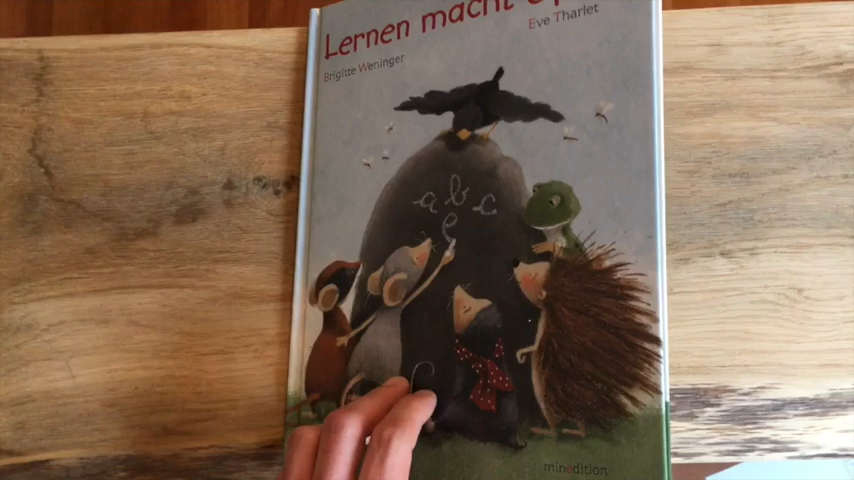 Lernen macht
Eve Tharlet
Brigitte Weninger
a b c
e
minedition